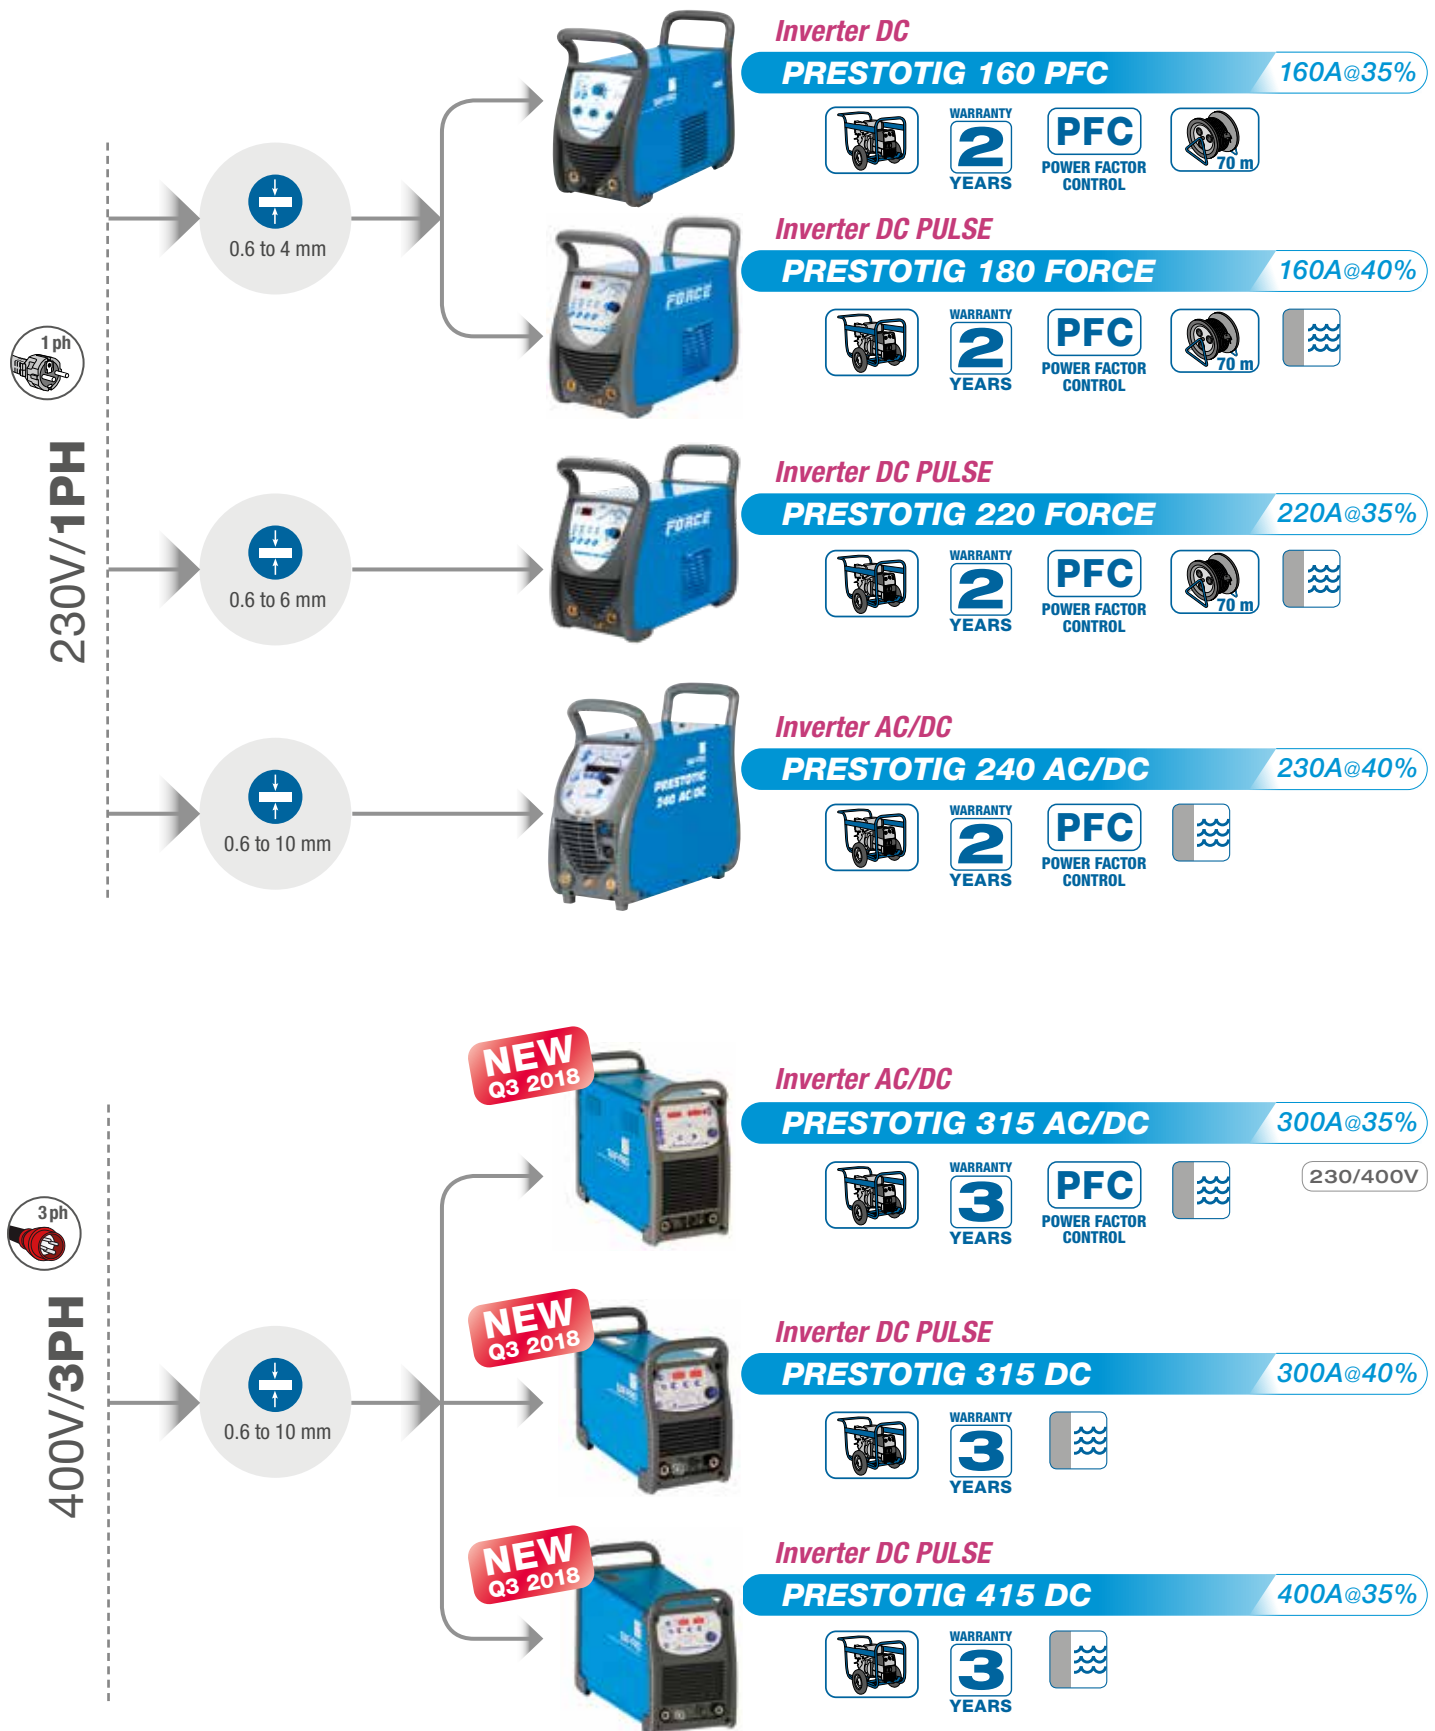 Inverter DC
PRESTOTIG 160 PFC
160A@35%
WARRANTY
2
YEARS
PFC
POWER FACTOR
CONTROL
70 m
0.6 to 4 mm
Inverter DC PULSE
PRESTOTIG 180 FORCE
160A@40%
FORCE
WARRANTY
2
YEARS
PFC
POWER FACTOR
CONTROL
70 m
1 ph
230V/1PH
Inverter DC PULSE
PRESTOTIG 220 FORCE
220A@35%
FORCE
WARRANTY
2
YEARS
PFC
POWER FACTOR
CONTROL
70 m
0.6 to 6 mm
Inverter AC/DC
PRESTOTIG 240 AC/DC
230A@40%
PRESTOTIG
240 AC/DC
WARRANTY
2
YEARS
PFC
POWER FACTOR
CONTROL
0.6 to 10 mm
NEW
Q3 2018
Inverter AC/DC
PRESTOTIG 315 AC/DC
300A@35%
230/400V
WARRANTY
3
YEARS
PFC
POWER FACTOR
CONTROL
3 ph
400V/3PH
0.6 to 10 mm
NEW
Q3 2018
Inverter DC PULSE
PRESTOTIG 315 DC
300A@40%
WARRANTY
3
YEARS
NEW
Q3 2018
Inverter DC PULSE
PRESTOTIG 415 DC
400A@35%
WARRANTY
3
YEARS